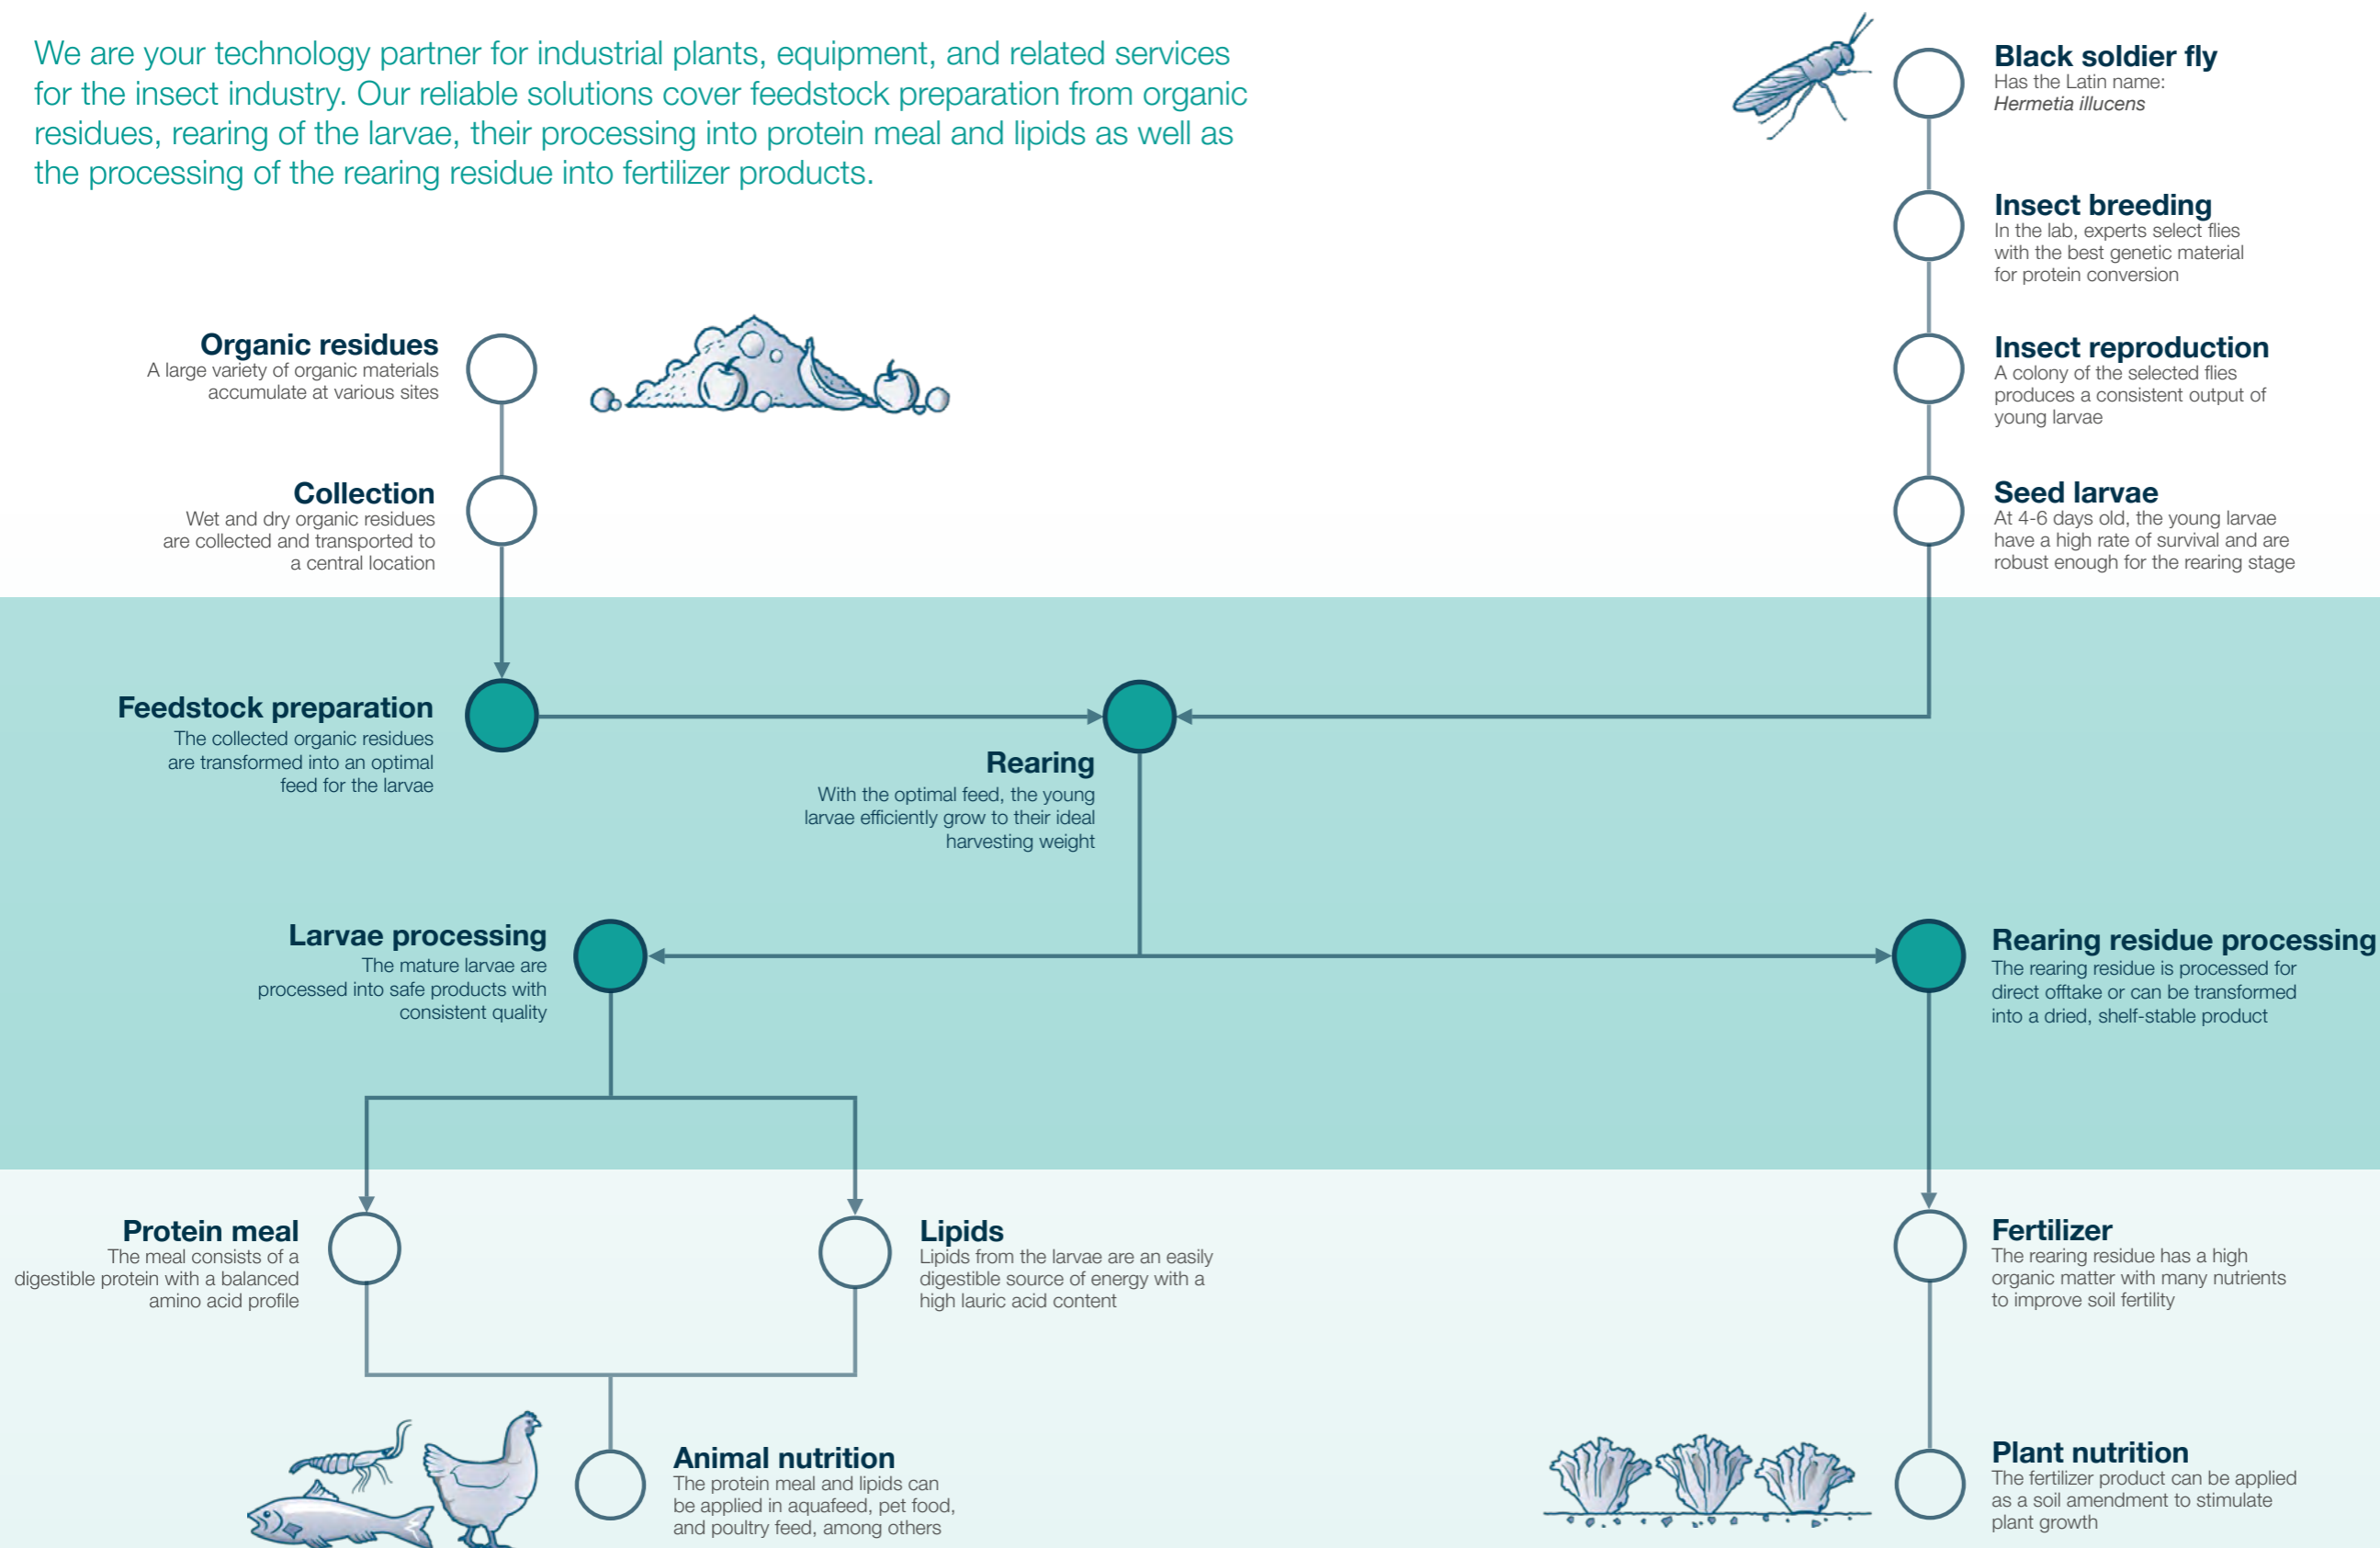 We are your technology partner for industrial plants, equipment, and related services
for the insect industry. Our reliable solutions cover feedstock preparation from organic
residues, rearing of the larvae, their processing into protein meal and lipids as well as
the processing of the rearing residue into fertilizer products.
Black soldier fly
Has the Latin name:
Hermetia illucens
Insect breeding
In the lab, experts select flies
with the best genetic material
for protein conversion
Insect reproduction
A colony of the selected flies
produces a consistent output of
young larvae
Seed larvae
At 4-6 days old, the young larvae
have a high rate of survival and are
robust enough for the rearing stage
Organic residues
A large variety of organic materials
accumulate at various sites
Collection
Wet and dry organic residues
are collected and transported to
a central location
Feedstock preparation
The collected organic residues
are transformed into an optimal
feed for the larvae
Rearing
With the optimal feed, the young
larvae efficiently grow to their ideal
harvesting weight
Larvae processing
The mature larvae are
processed into safe products with
consistent quality
Rearing residue processing
The rearing residue is processed for
direct offtake or can be transformed
into a dried, shelf-stable product
Protein meal
The meal consists of a
digestible protein with a balanced
amino acid profile
Lipids
Lipids from the larvae are an easily
digestible source of energy with a
high lauric acid content
Fertilizer
The rearing residue has a high
organic matter with many nutrients
to improve soil fertility
Animal nutrition
The protein meal and lipids can
be applied in aquafeed, pet food,
and poultry feed, among others
Plant nutrition
The fertilizer product can be applied
as a soil amendment to stimulate
plant growth